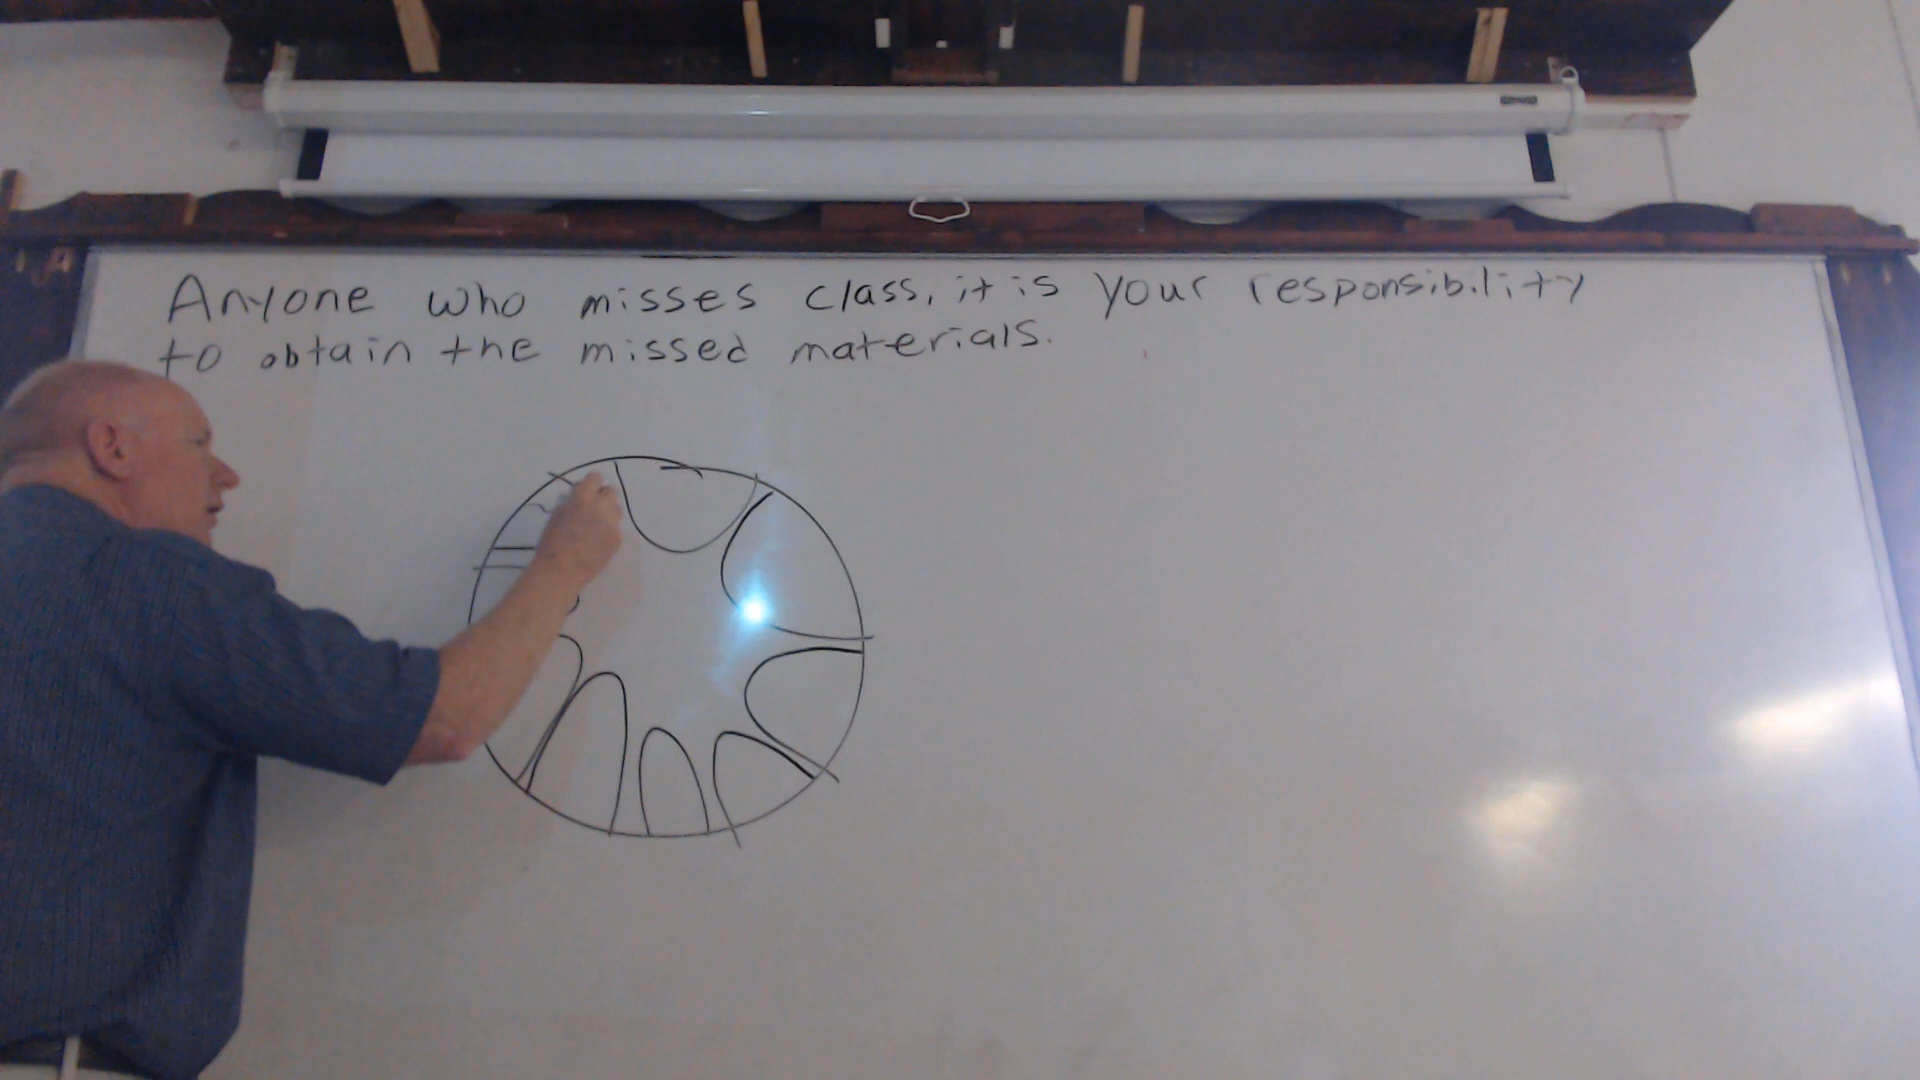 Anyone who misses class, it is your responsibility
to obtain the missed materials.